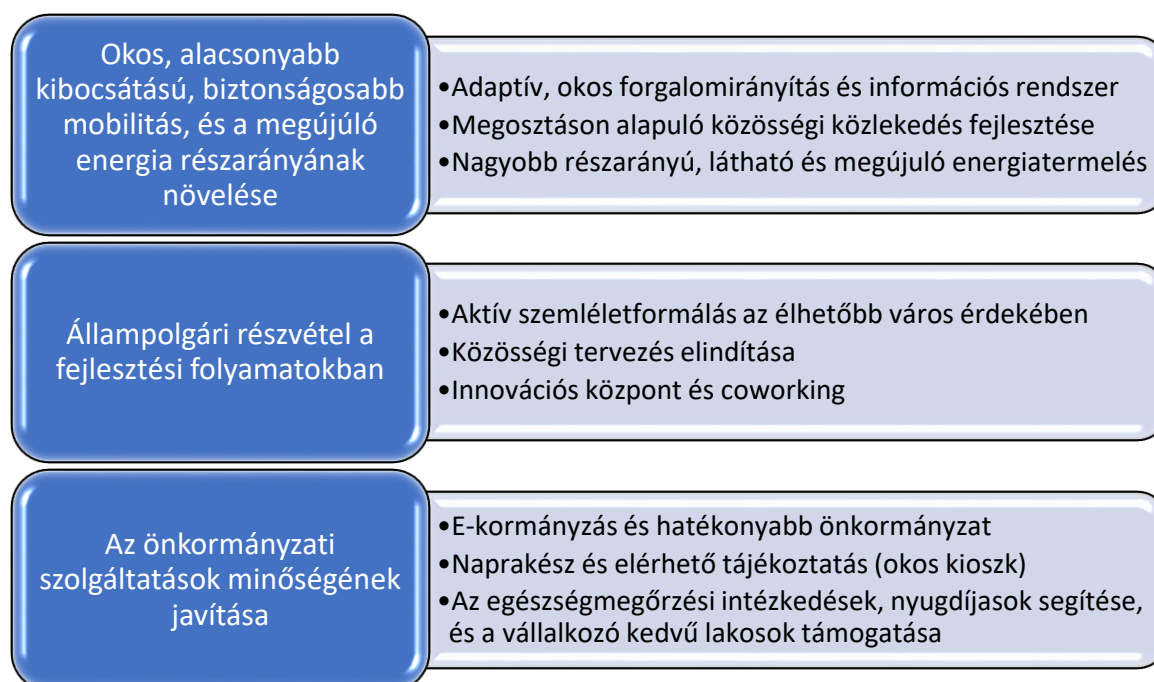 Okos, alacsonyabb
kibocsátású, biztonságosabb
mobilitás, és a megújúló
energia részarányának
növelése
•Adaptív, okos forgalomirányítás és információs rendszer
•Megosztáson alapuló közösségi közlekedés fejlesztése
•Nagyobb részarányú, látható és megújuló energiatermelés
Állampolgári részvétel a
fejlesztési folyamatokban
•Aktív szemléletformálás az élhetőbb város érdekében
•Közösségi tervezés elindítása
•Innovációs központ és coworking
Az önkormányzati
szolgáltatások minőségének
javítása
•E-kormányzás és hatékonyabb önkormányzat
•Naprakész és elérhető tájékoztatás (okos kioszk)
•Az egészségmegőrzési intézkedések, nyugdíjasok segítése,
és a vállalkozó kedvű lakosok támogatása